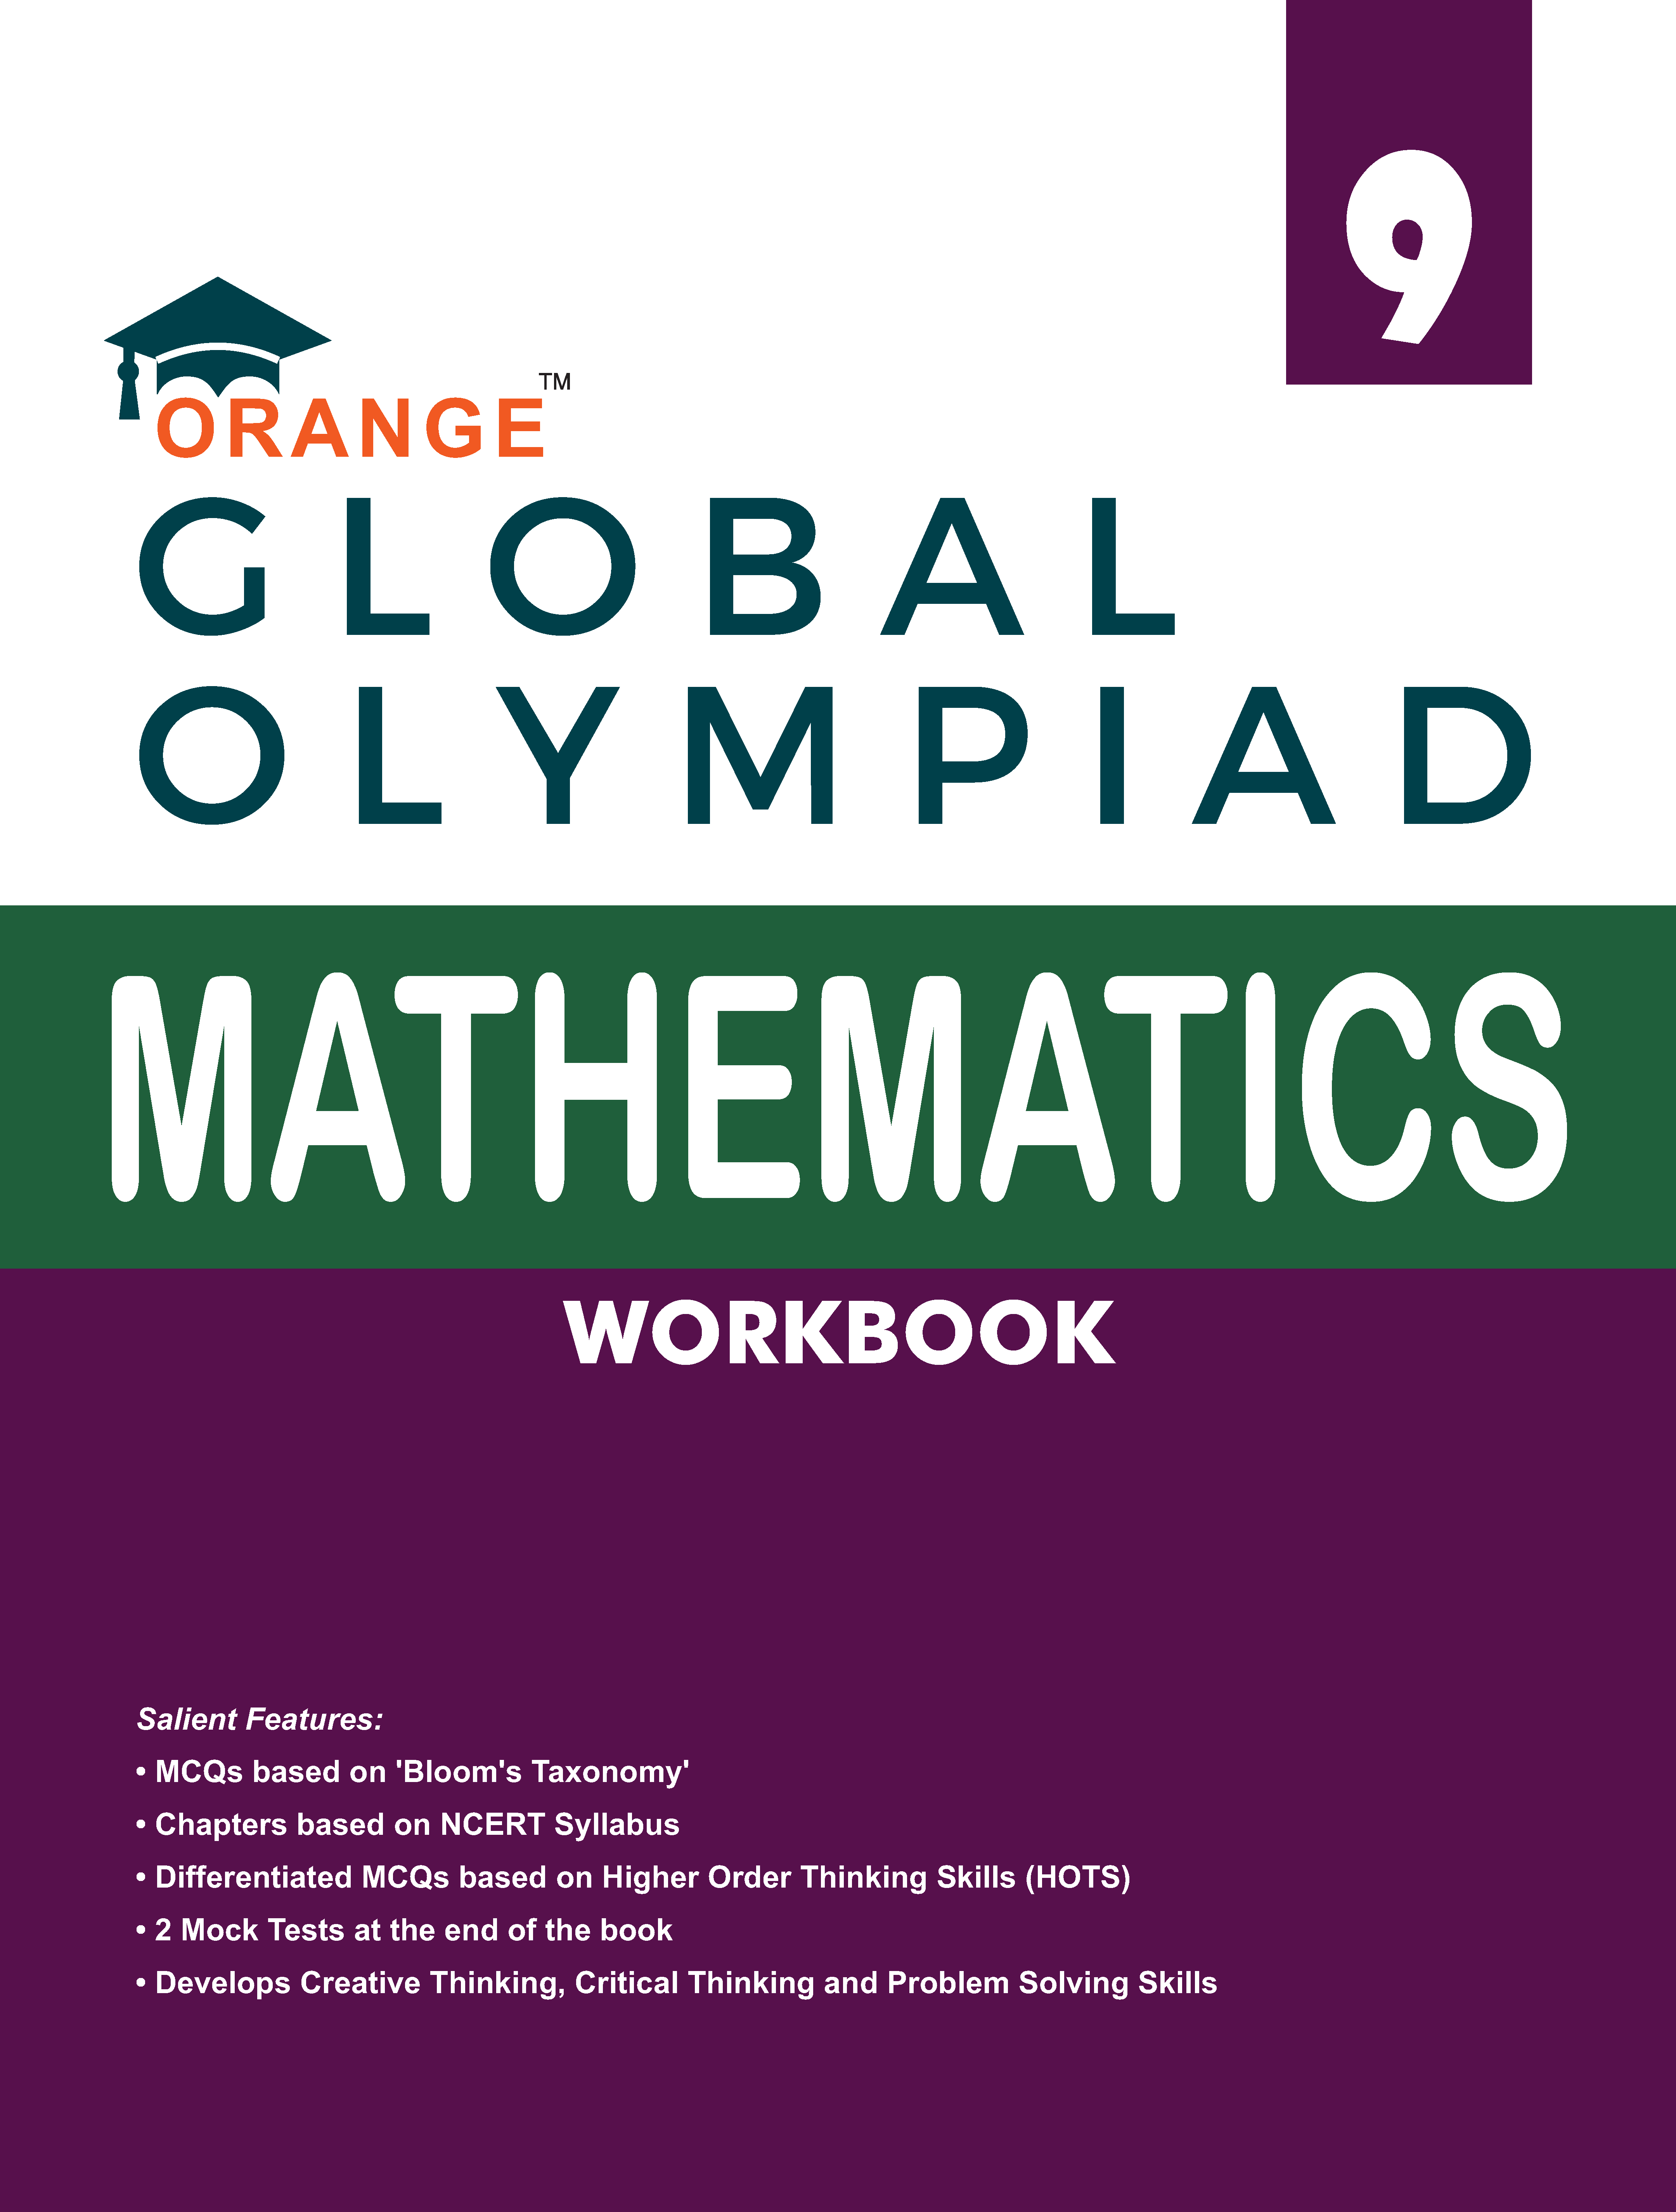 9
ORANGE™
GLOBAL
OLYMPIAD
MATHEMATICS
WORKBOOK
Salient Features:
• MCQs based on 'Bloom's Taxonomy'
• Chapters based on NCERT Syllabus
• Differentiated MCQs based on Higher Order Thinking Skills (HOTS)
• 2 Mock Tests at the end of the book
• Develops Creative Thinking, Critical Thinking and Problem Solving Skills